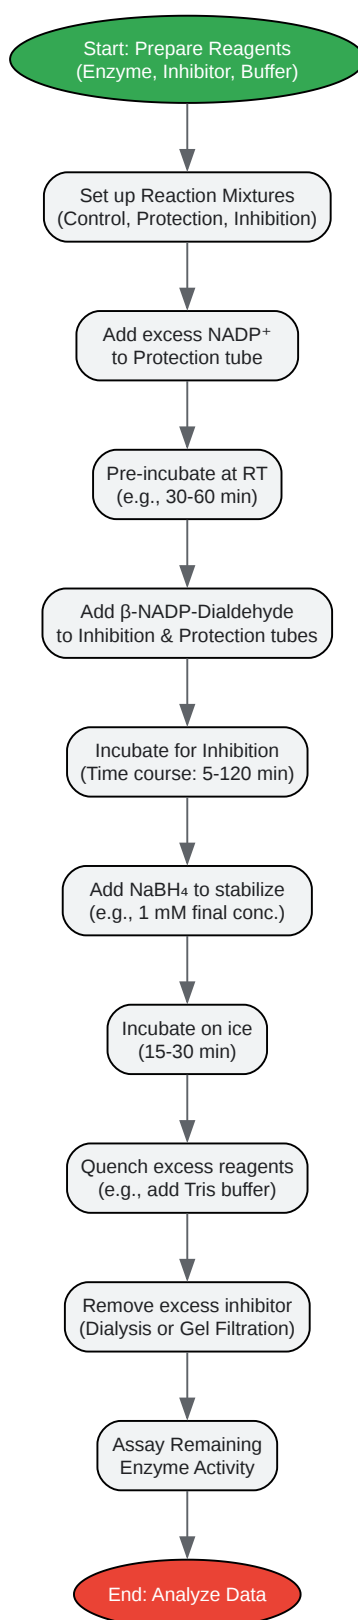 Start: Prepare Reagents
(Enzyme, Inhibitor, Buffer)
Set up Reaction Mixtures
(Control, Protection, Inhibition)
Add excess NADP⁺
to Protection tube
Pre-incubate at RT
(e.g., 30-60 min)
Add β-NADP-Dialdehyde
to Inhibition & Protection tubes
Incubate for Inhibition
(Time course: 5-120 min)
Add NaBH₄ to stabilize
(e.g., 1 mM final conc.)
Incubate on ice
(15-30 min)
Quench excess reagents
(e.g., add Tris buffer)
Remove excess inhibitor
(Dialysis or Gel Filtration)
Assay Remaining
Enzyme Activity
End: Analyze Data